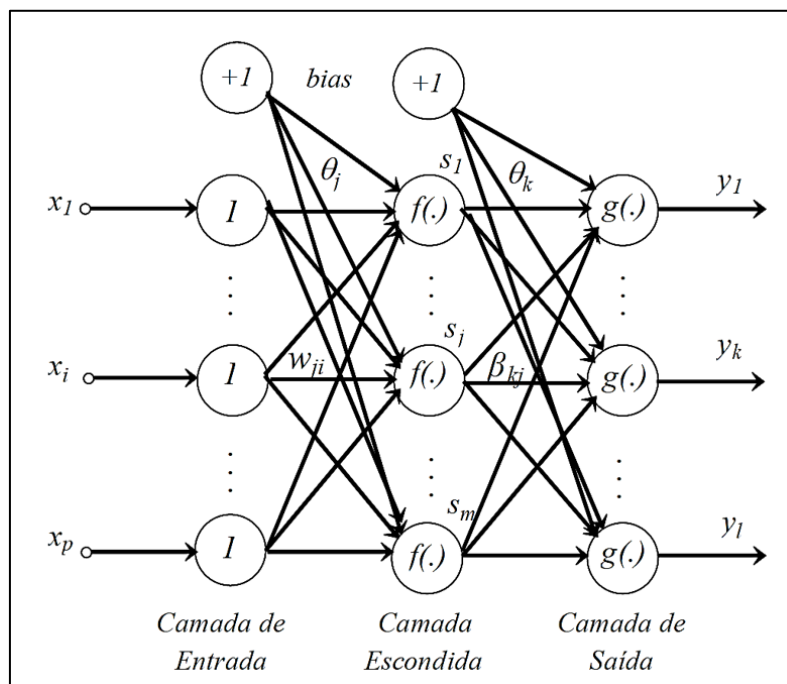 +1 bias +1
θj s1 θk y1
x1 1 f(.) g(.)
sj yk
xi 1 wji f(.) βkj g(.)
sm yl
xp 1 f(.) g(.)
Camada de Camada Camada de
Entrada Escondida Saída